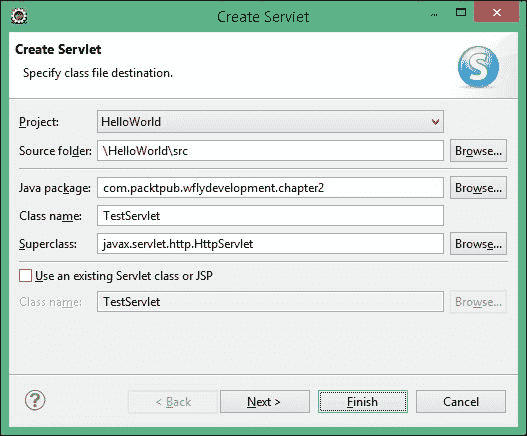 Create Servlet
Create Servlet
Specify class file destination.
S
Project: HelloWorld
Source folder: \HelloWorld\src Browse...
Java package: com.packtpub.wflydevelopment.chapter2 Browse...
Class name: TestServlet
Superclass: javax.servlet.http.HttpServlet Browse...
Use an existing Servlet class or JSP
Class name: TestServlet Browse...
? < Back Next > Finish Cancel